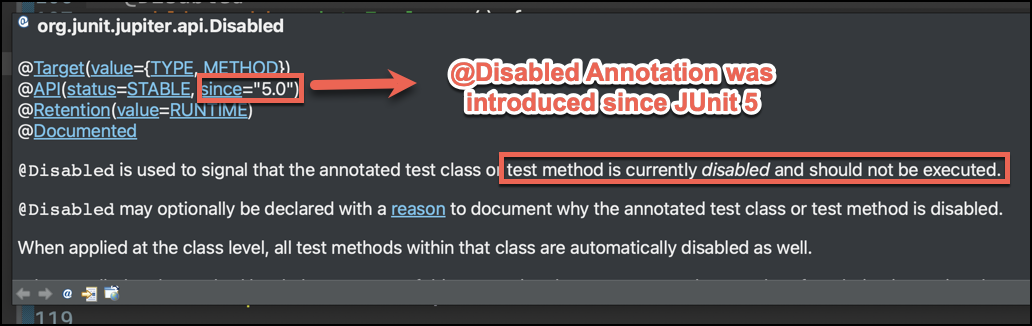 org.junit.jupiter.api.Disabled
@Target(value={TYPE, METHOD})
@API(status=STABLE, since="5.0")
@Retention(value=RUNTIME)
@Documented
@Disabled Annotation was
introduced since JUnit 5
@Disabled is used to signal that the annotated test class or test method is currently disabled and should not be executed.
@Disabled may optionally be declared with a reason to document why the annotated test class or test method is disabled.
When applied at the class level, all test methods within that class are automatically disabled as well.
119